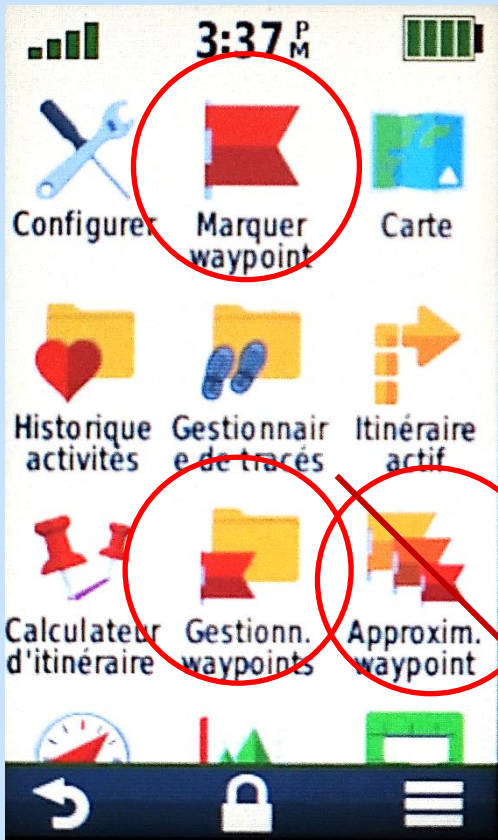 3:37 PM
Configurer
Marquer
waypoint
Carte
Historique
activités
Gestionnair
e de tracés
Itinéraire
actif
Calculateur
d'itinéraire
Gestionn.
waypoints
Approxim.
waypoint